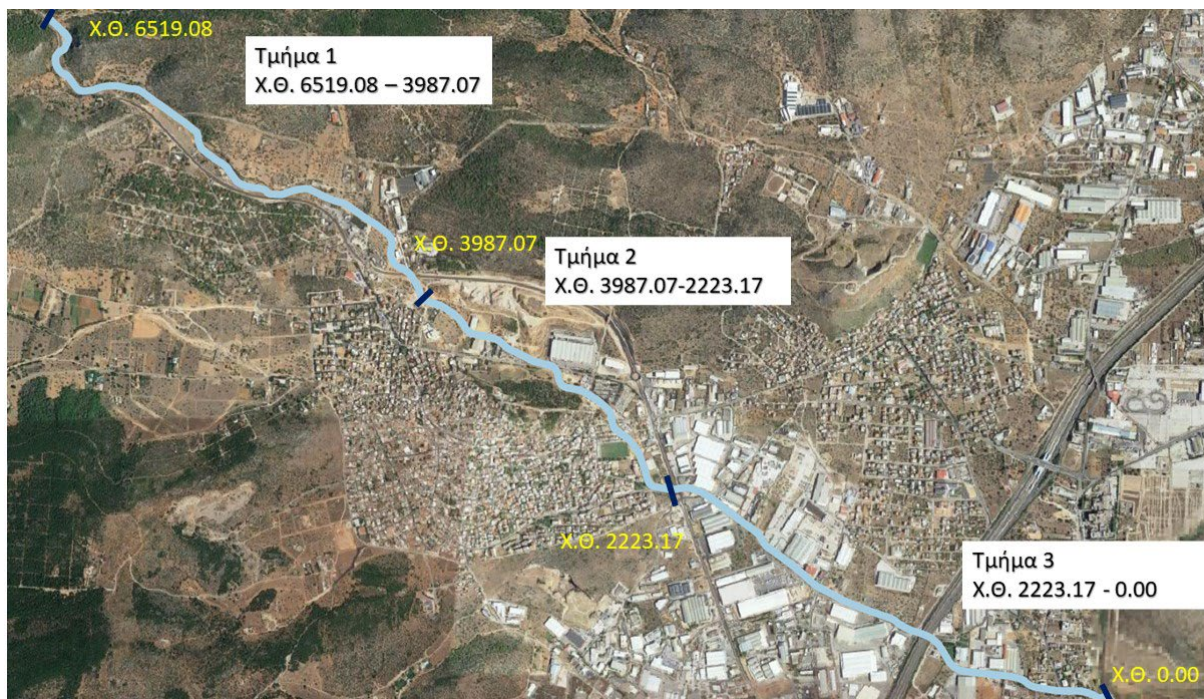 Χ.Θ. 6519.08
Τμήμα 1
Χ.Θ. 6519.08 – 3987.07
Χ.Θ. 3987.07
Τμήμα 2
Χ.Θ. 3987.07-2223.17
Χ.Θ. 2223.17
Τμήμα 3
Χ.Θ. 2223.17 - 0.00
Χ.Θ. 0.00